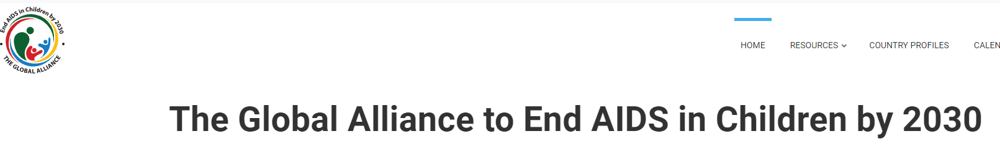 End AIDS in Children by 2030
THE GLOBAL ALLIANCE
HOME RESOURCES COUNTRY PROFILES CALEN
The Global Alliance to End AIDS in Children by 2030